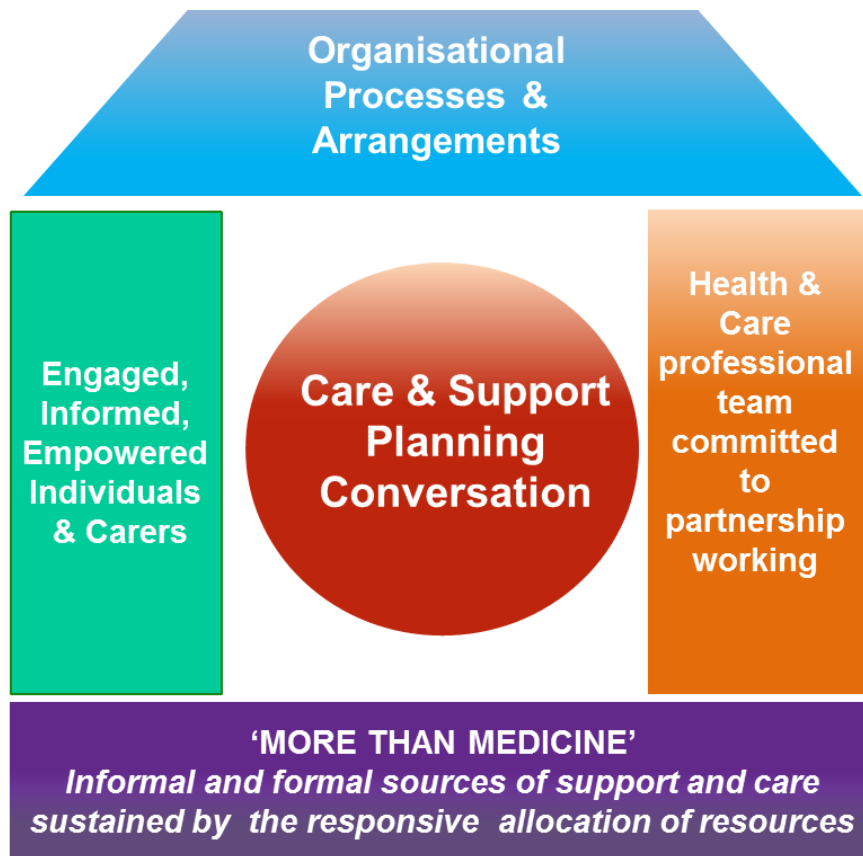 Organisational
Processes &
Arrangements
Engaged,
Informed,
Empowered
Individuals
& Carers
Care & Support
Planning
Conversation
Health &
Care
professional
team
committed
to
partnership
working
‘MORE THAN MEDICINE’
Informal and formal sources of support and care
sustained by the responsive allocation of resources